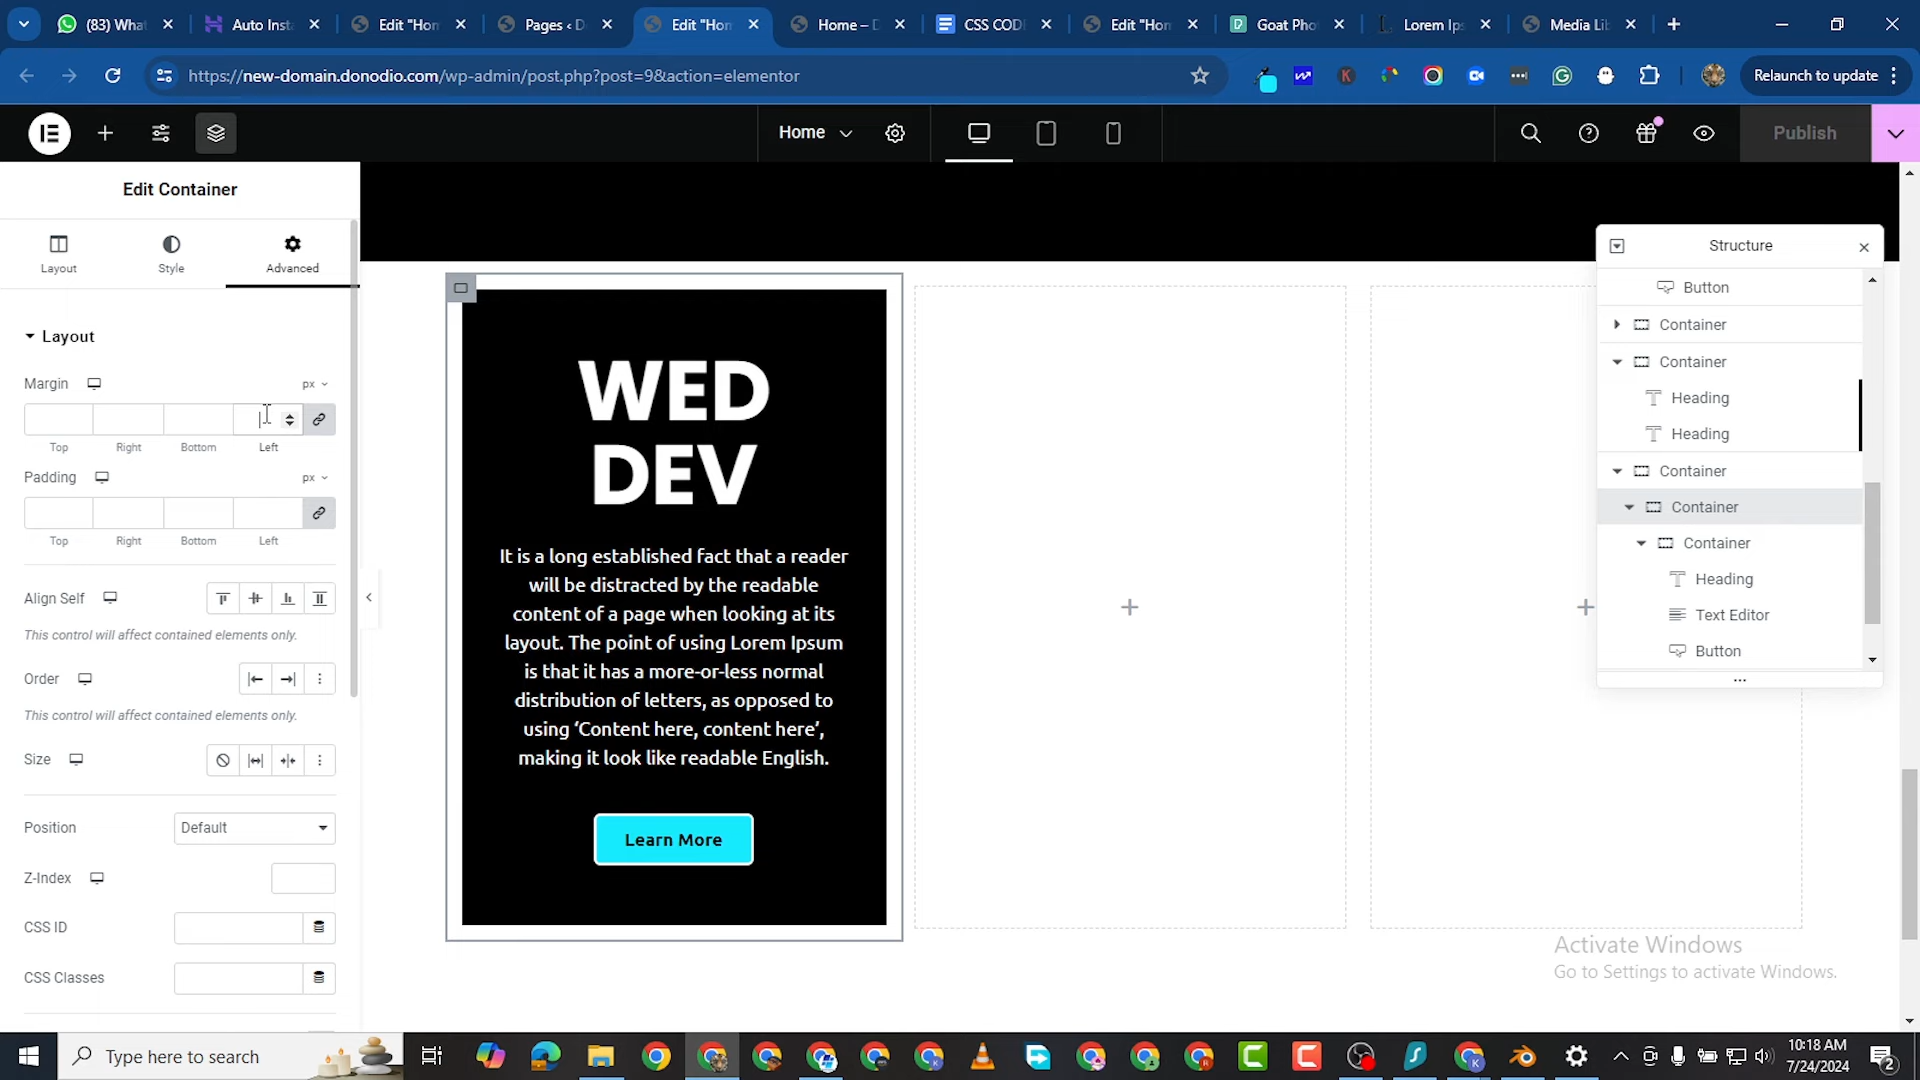 (83) What
Auto Inst
Edit "Hom
Pages ‹ D
Edit "Hom
Home – D
CSS COD
Edit "Hom
Goat Pho
Lorem Ips
Media Lib
https://new-domain.donodio.com/wp-admin/post.php?post=9&action=elementor
Relaunch to update
Home
Publish
Edit Container
Layout
Style
Advanced
Layout
Margin
px
Top
Right
Bottom
Left
Padding
px
Top
Right
Bottom
Left
Align Self
This control will affect contained elements only.
Order
This control will affect contained elements only.
Size
Position
Default
Z-Index
CSS ID
CSS Classes
WED
DEV
It is a long established fact that a reader
will be distracted by the readable
content of a page when looking at its
layout. The point of using Lorem Ipsum
is that it has a more-or-less normal
distribution of letters, as opposed to
using ‘Content here, content here’,
making it look like readable English.
Learn More
Structure
Button
Container
Container
Heading
Heading
Container
Container
Container
Heading
Text Editor
Button
Activate Windows
Go to Settings to activate Windows.
Type here to search
10:18 AM
7/24/2024
2